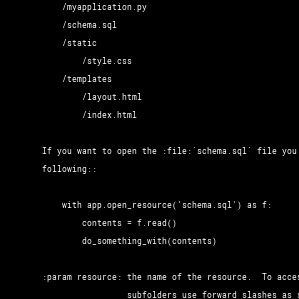 /myapplication.py
/schema.sql
/static
/style.css
/templates
/layout.html
/index.html
If you want to open the :file:`schema.sql` file you
following::
with app.open_resource('schema.sql') as f:
contents = f.read()
do_something_with(contents)
:param resource: the name of the resource. To
subfolders use forward slashes as